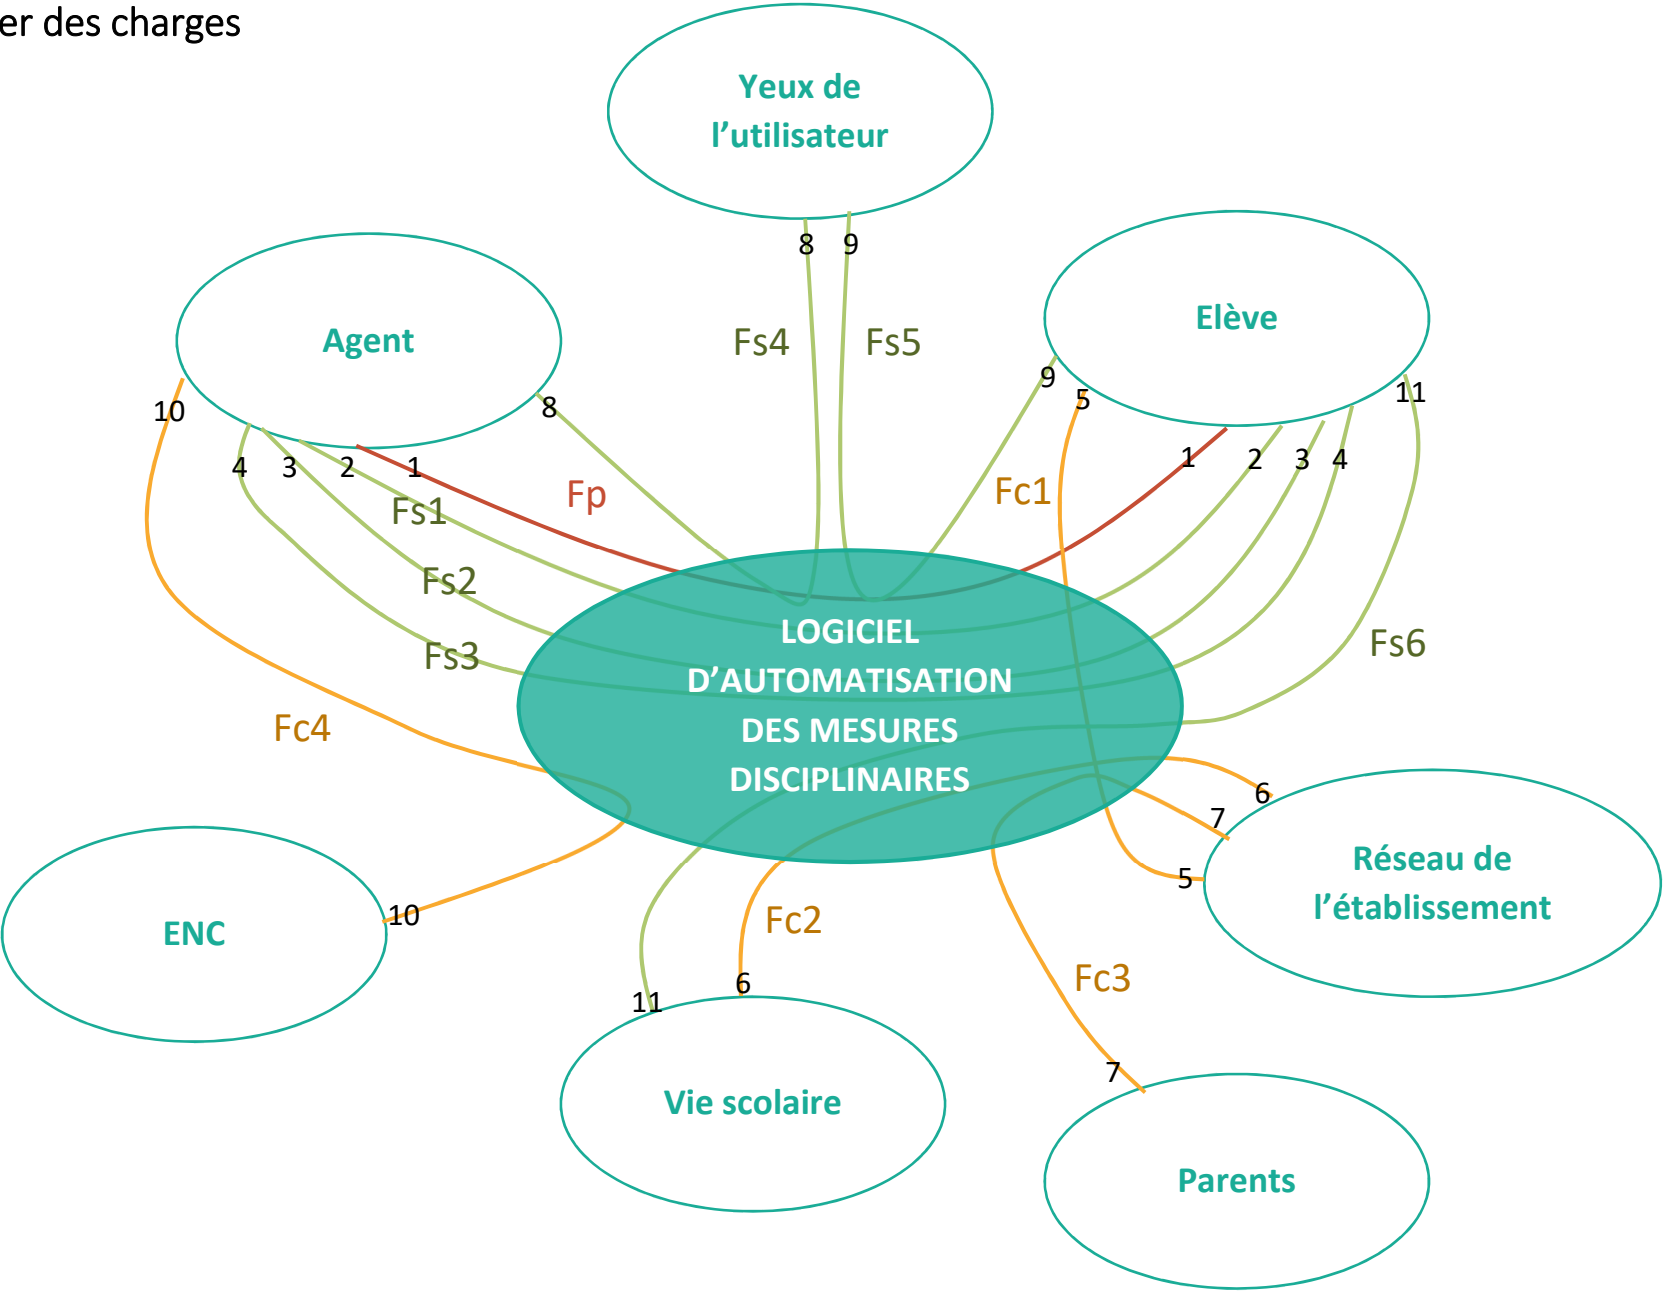 er des charges
Yeux de
l’utilisateur
8 9
Agent
Elève
Fs4 Fs5
10
8
9
5
11
4 3 2 1
1 2 3 4
Fs1
Fp
Fc1
Fs2
Fs3
Fs6
Fc4
LOGICIEL
D’AUTOMATISATION
DES MESURES
DISCIPLINAIRES
6
7
5
Réseau de
l’établissement
ENC
10
Fc2
Fc3
11
6
7
Vie scolaire
Parents